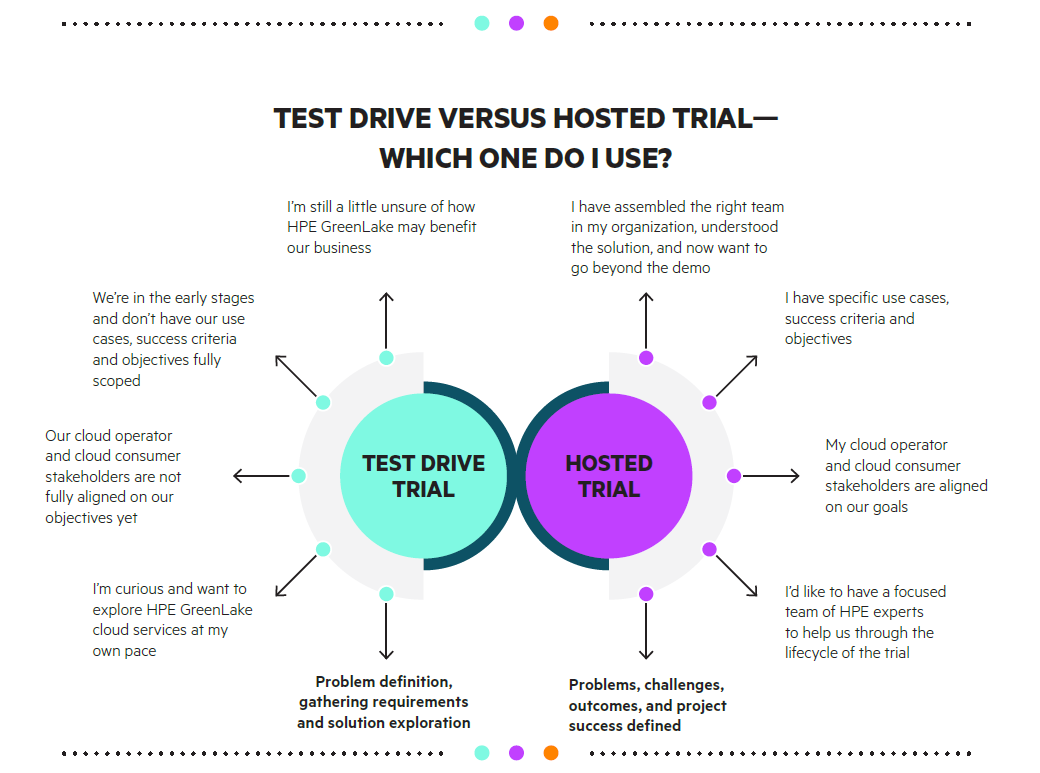 TEST DRIVE VERSUS HOSTED TRIAL—
WHICH ONE DO I USE?
I'm still a little unsure of how
HPE GreenLake may benefit
our business
I have assembled the right team
in my organization, understood
the solution, and now want to
go beyond the demo
We're in the early stages
and don't have our use
cases, success criteria
and objectives fully
scoped
I have specific use cases,
success criteria and
objectives
Our cloud operator
and cloud consumer
stakeholders are not
fully aligned on our
objectives yet
TEST DRIVE
TRIAL
HOSTED
TRIAL
My cloud operator
and cloud consumer
stakeholders are aligned
on our goals
I'm curious and want to
explore HPE GreenLake
cloud services at my
own pace
I'd like to have a focused
team of HPE experts
to help us through the
lifecycle of the trial
Problem definition,
gathering requirements
and solution exploration
Problems, challenges,
outcomes, and project
success defined